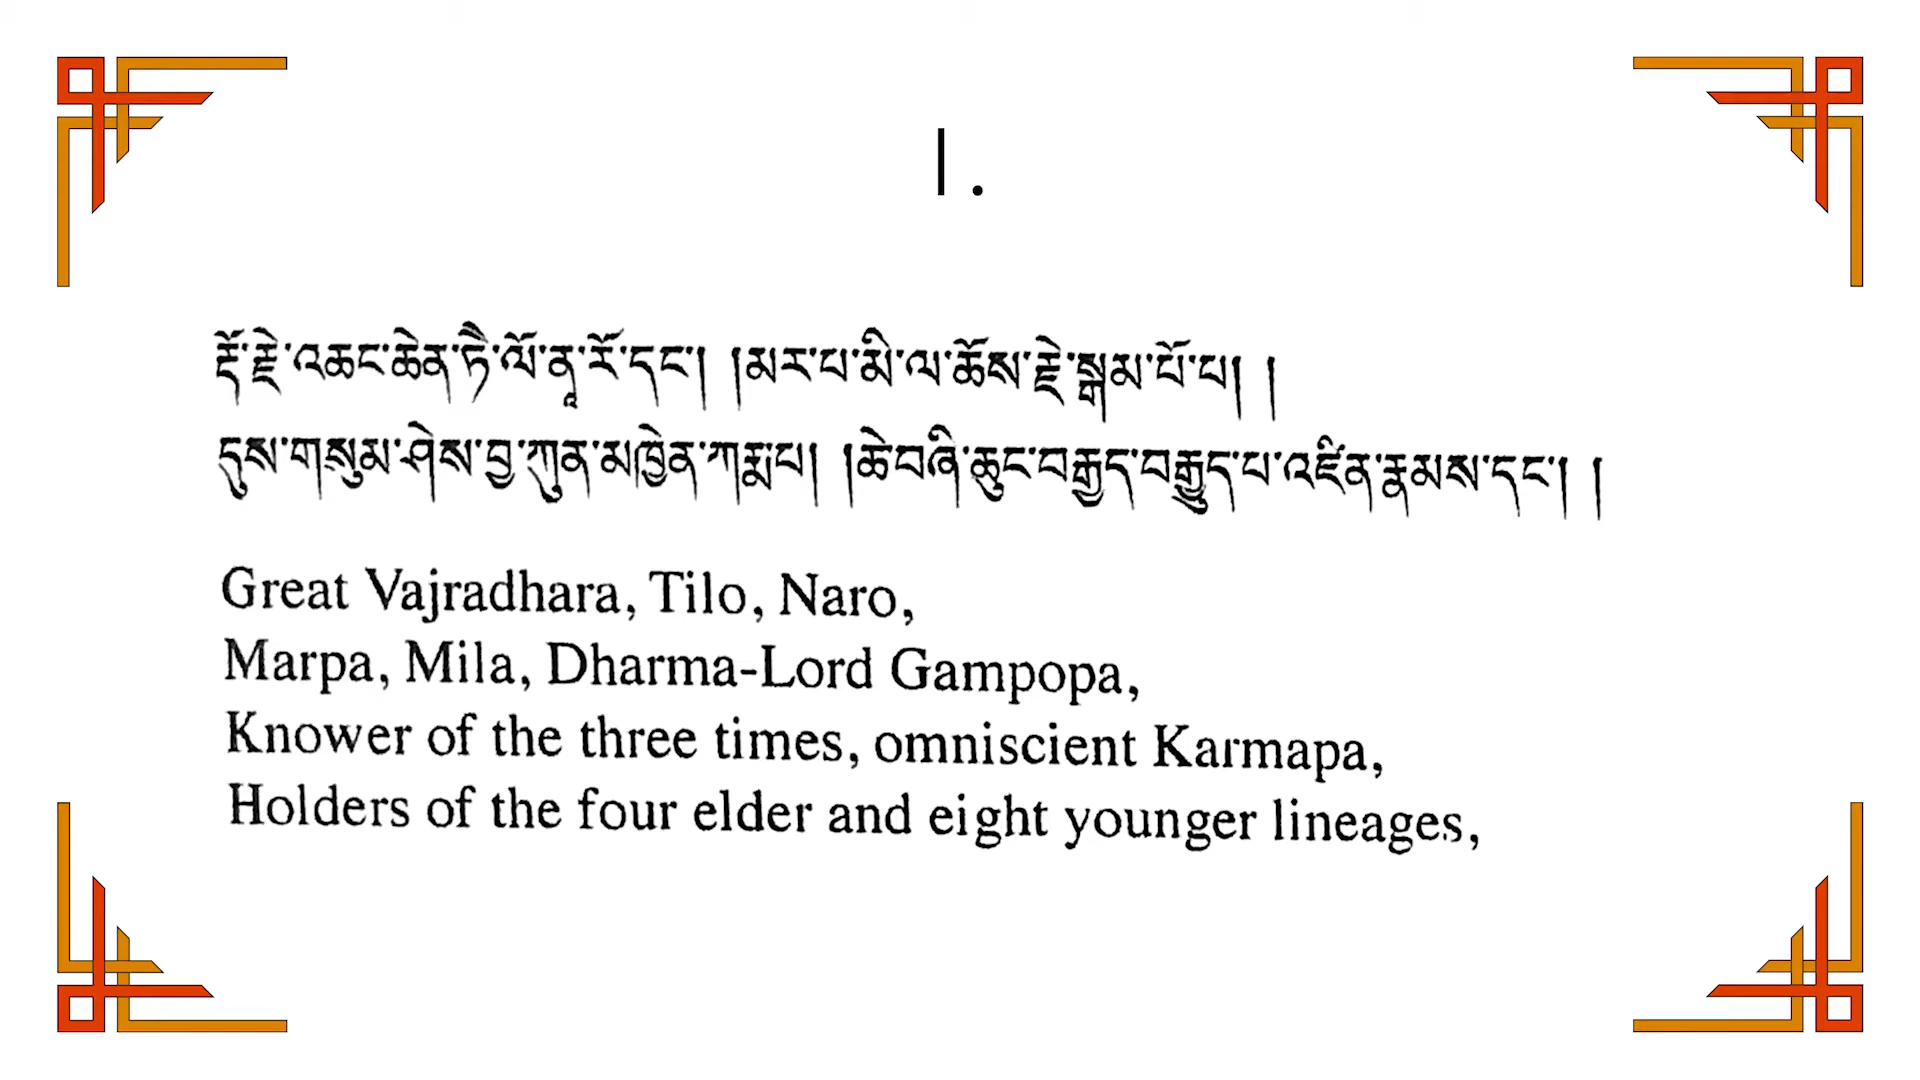 1.
རྡོ་རྗེ་འཆང་ཆེན་ཏཻ་ལོ་ནཱ་རོ་དང་། །མར་པ་མི་ལ་ཆོས་རྗེ་སྒམ་པོ་པ། །
དུས་གསུམ་ཤེས་བྱ་ཀུན་མཁྱེན་ཀརྨ་པ། །ཆེ་བཞི་ཆུང་བརྒྱད་བརྒྱུད་པ་འཛིན་རྣམས་དང་། །
Great Vajradhara, Tilo, Naro,
Marpa, Mila, Dharma-Lord Gampopa,
Knower of the three times, omniscient Karmapa,
Holders of the four elder and eight younger lineages,